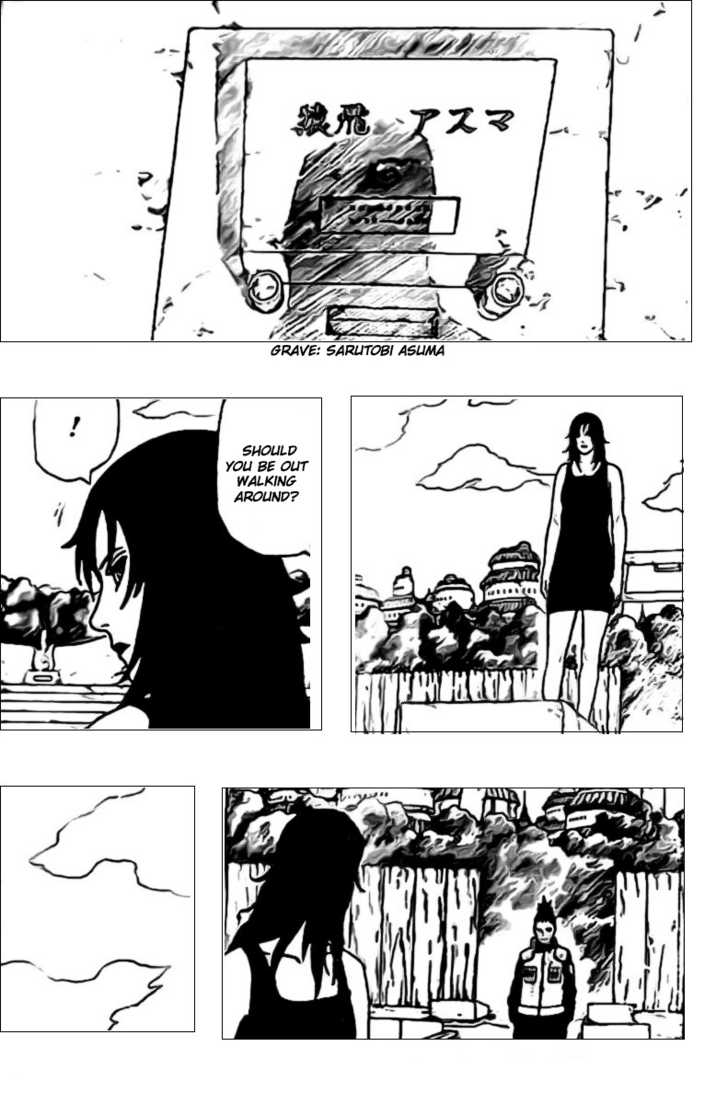 猿飛 アスマ
GRAVE: SARUTOBI ASUMA
!
SHOULD
YOU BE OUT
WALKING
AROUND?